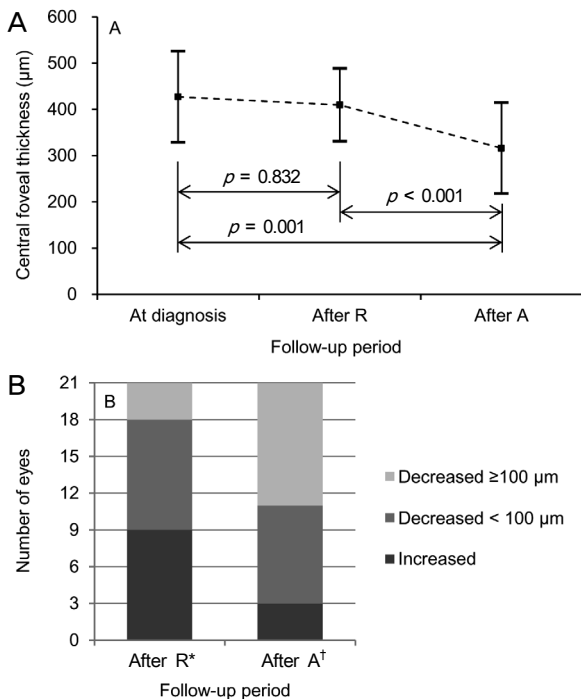 A
A
Central foveal thickness (µm)
600
500
400
300
200
100
0
p = 0.832
p < 0.001
p = 0.001
At diagnosis
After R
After A
Follow-up period
B
B
Number of eyes
21
18
15
12
9
6
3
0
Decreased ≥100 µm
Decreased < 100 µm
Increased
After R*
After A†
Follow-up period